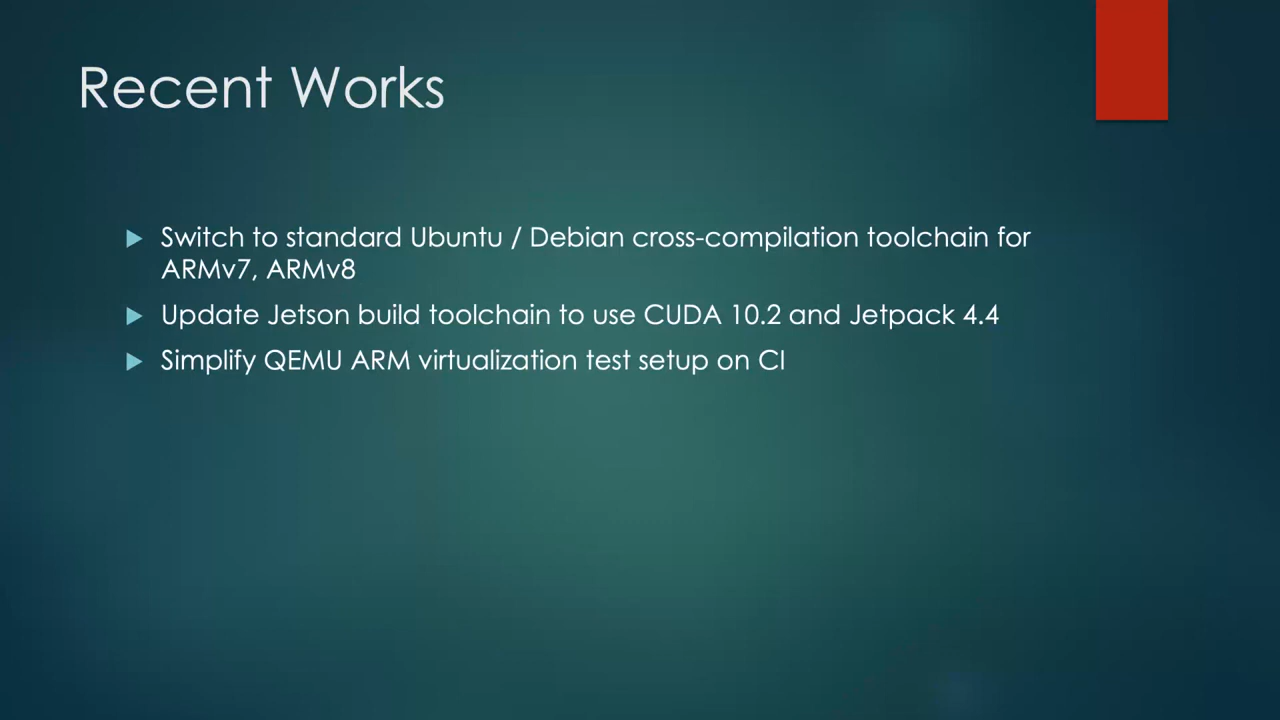 Recent Works
Switch to standard Ubuntu / Debian cross-compilation toolchain for
ARMv7, ARMv8
Update Jetson build toolchain to use CUDA 10.2 and Jetpack 4.4
Simplify QEMU ARM virtualization test setup on CI